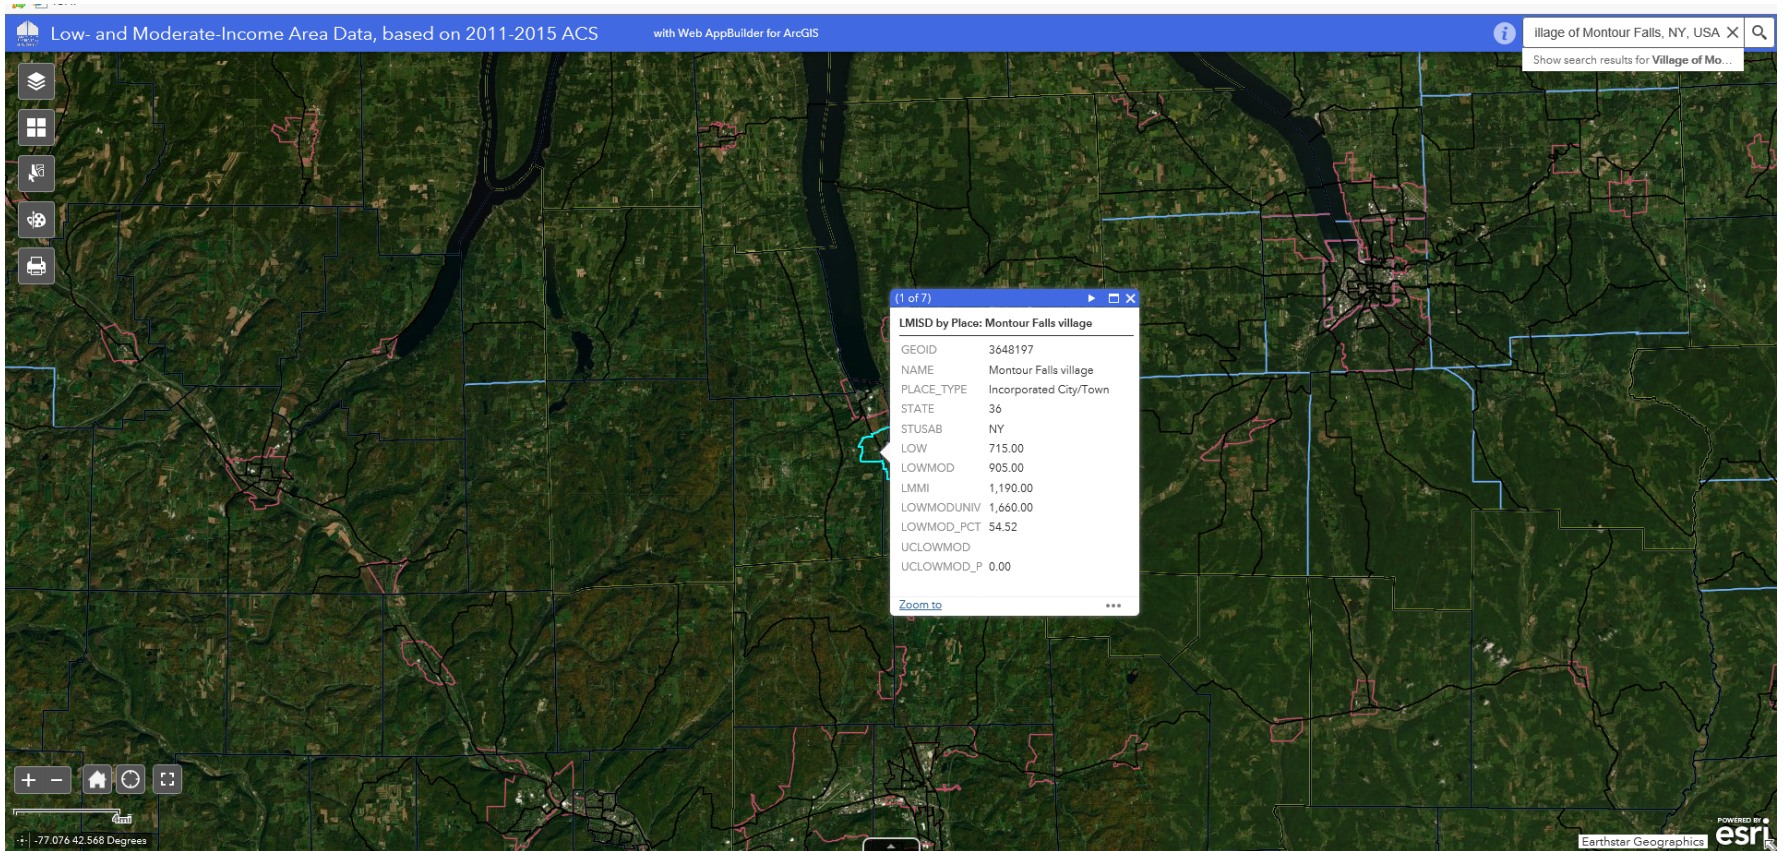 Low- and Moderate-Income Area Data, based on 2011-2015 ACS
with Web AppBuilder for ArcGIS
illage of Montour Falls, NY, USA
Show search results for Village of Mo...
(1 of 7)
LMISD by Place: Montour Falls village
GEOID 3648197
NAME Montour Falls village
PLACE_TYPE Incorporated City/Town
STATE 36
STUSAB NY
LOW 715.00
LOWMOD 905.00
LMMI 1,190.00
LOWMODUNIV 1,660.00
LOWMOD_PCT 54.52
UCLOWMOD
UCLOWMOD_P 0.00
Zoom to
4mi
-77.076 42.568 Degrees
Earthstar Geographics
POWERED BY
esri